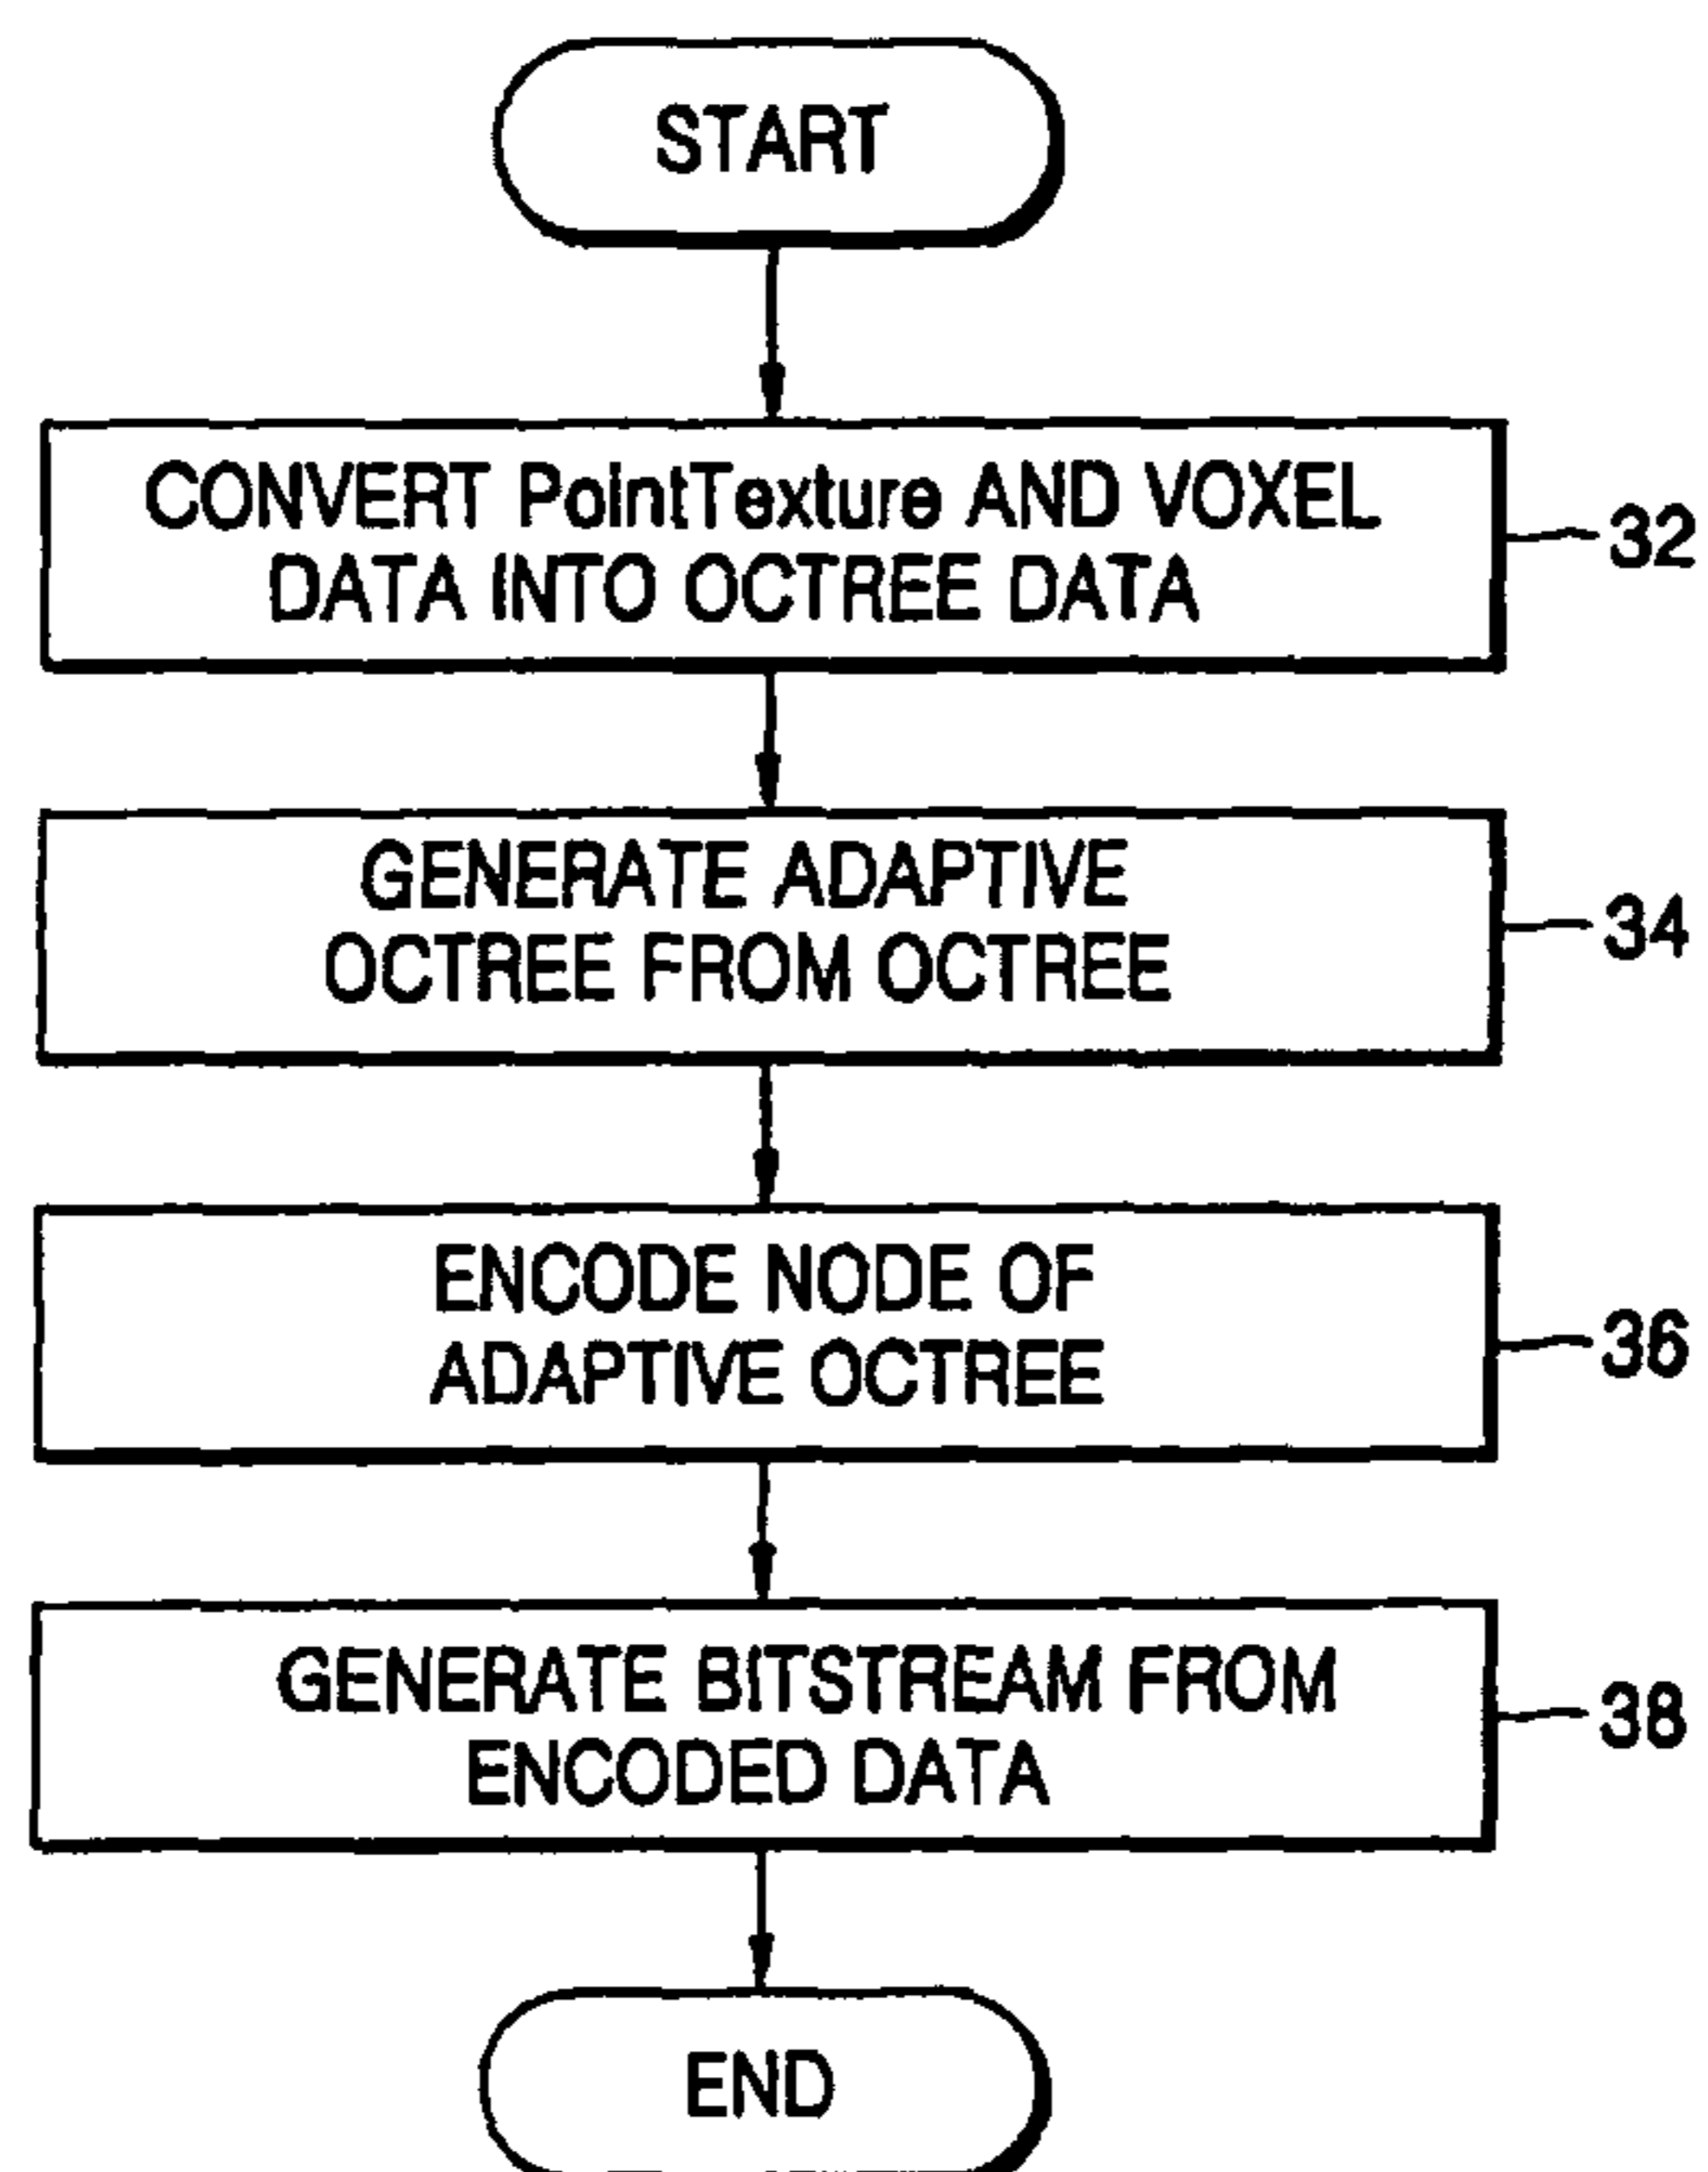 START
CONVERT PointTexture AND VOXEL
DATA INTO OCTREE DATA
32
GENERATE ADAPTIVE
OCTREE FROM OCTREE
34
ENCODE NODE OF
ADAPTIVE OCTREE
36
GENERATE BITSTREAM FROM
ENCODED DATA
38
END